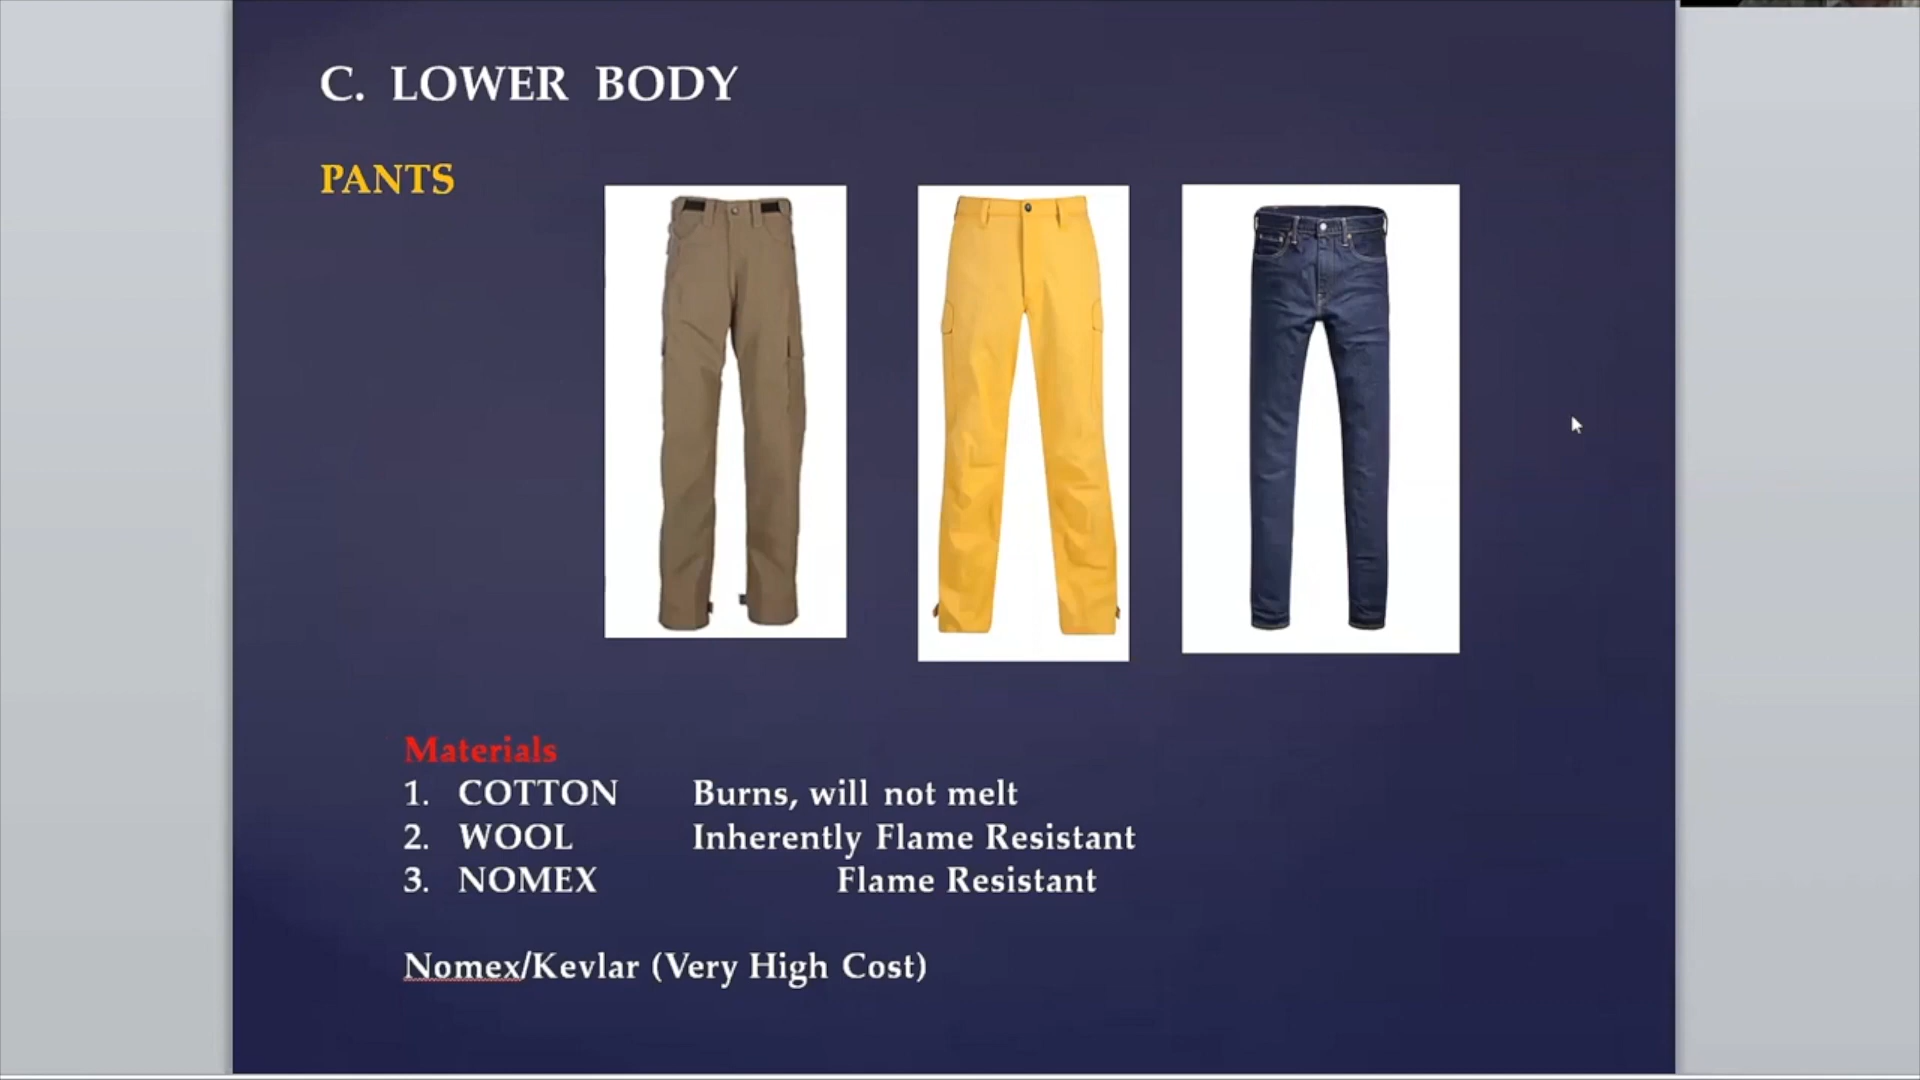 C. LOWER BODY
PANTS
Materials
1. COTTON Burns, will not melt
2. WOOL Inherently Flame Resistant
3. NOMEX Flame Resistant
Nomex/Kevlar (Very High Cost)